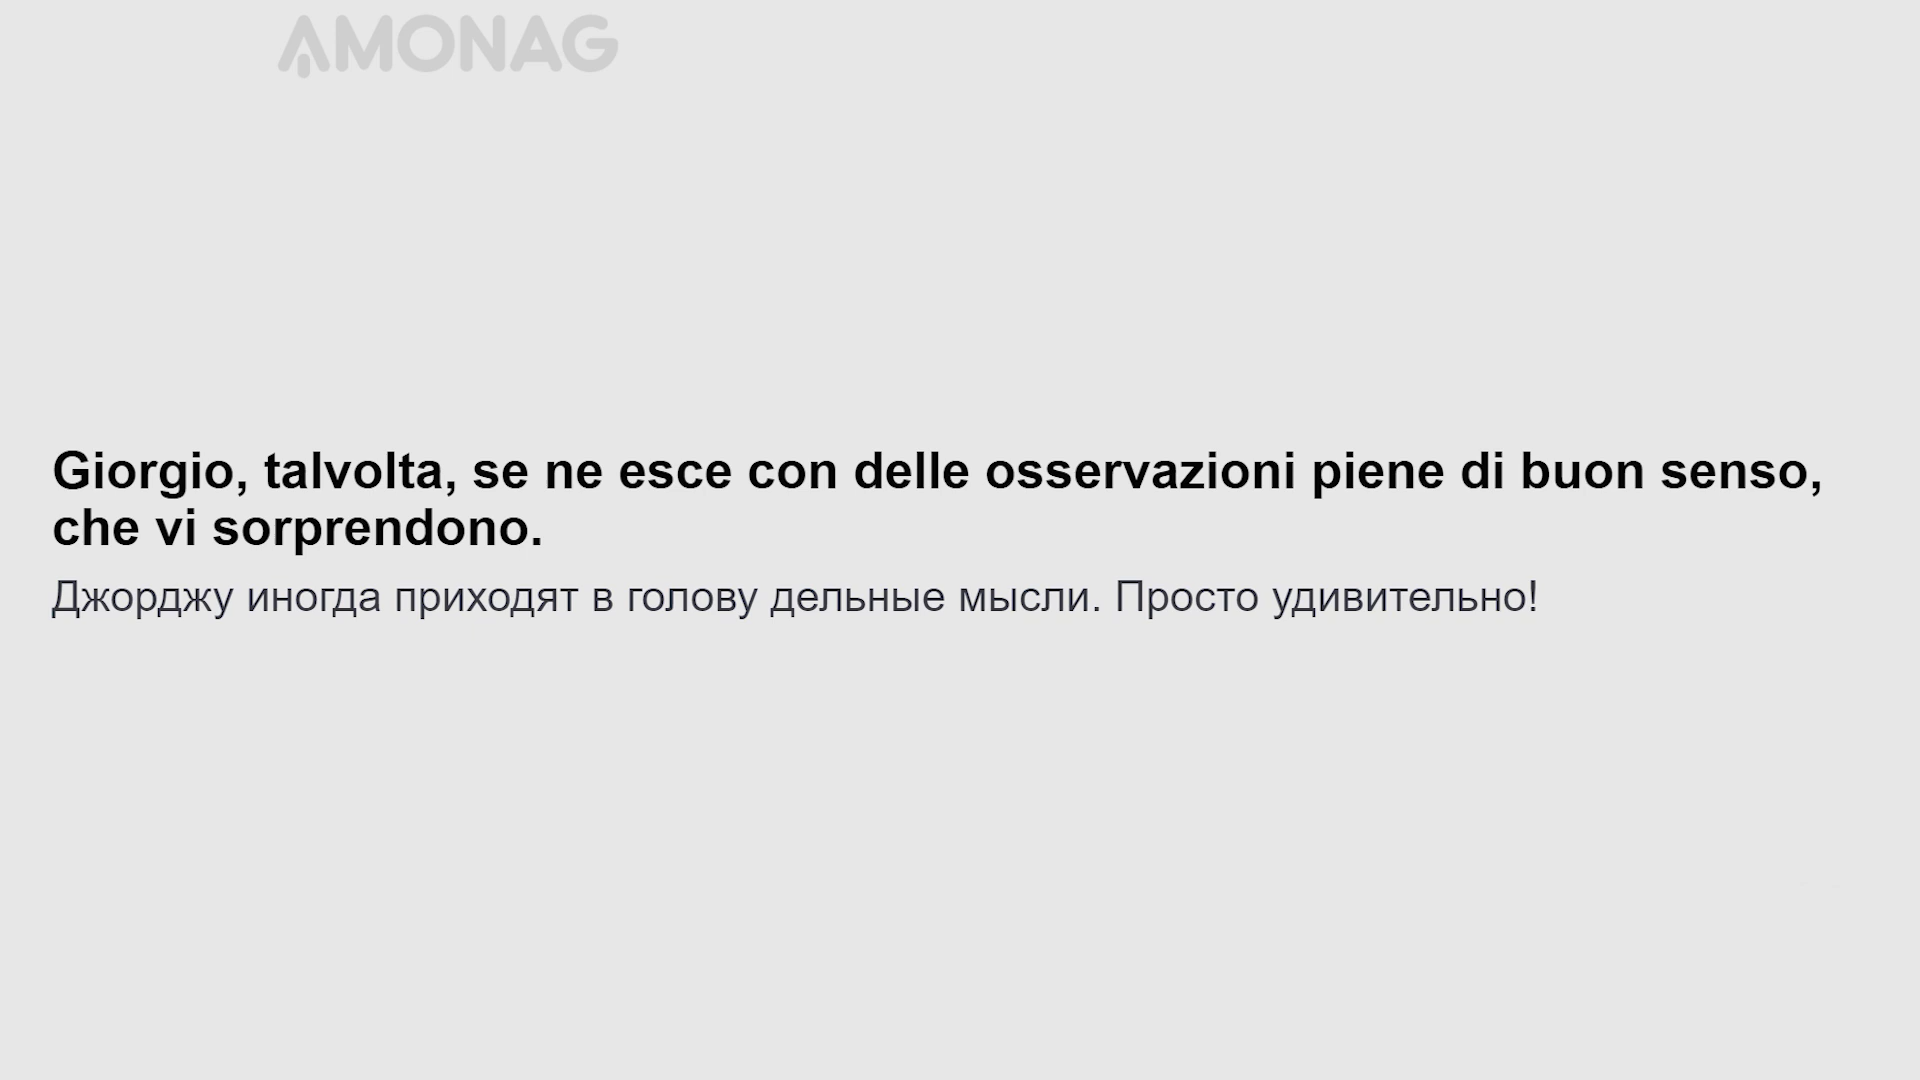 AMONAG
Giorgio, talvolta, se ne esce con delle osservazioni piene di buon senso,
che vi sorprendono.
Джорджу иногда приходят в голову дельные мысли. Просто удивительно!